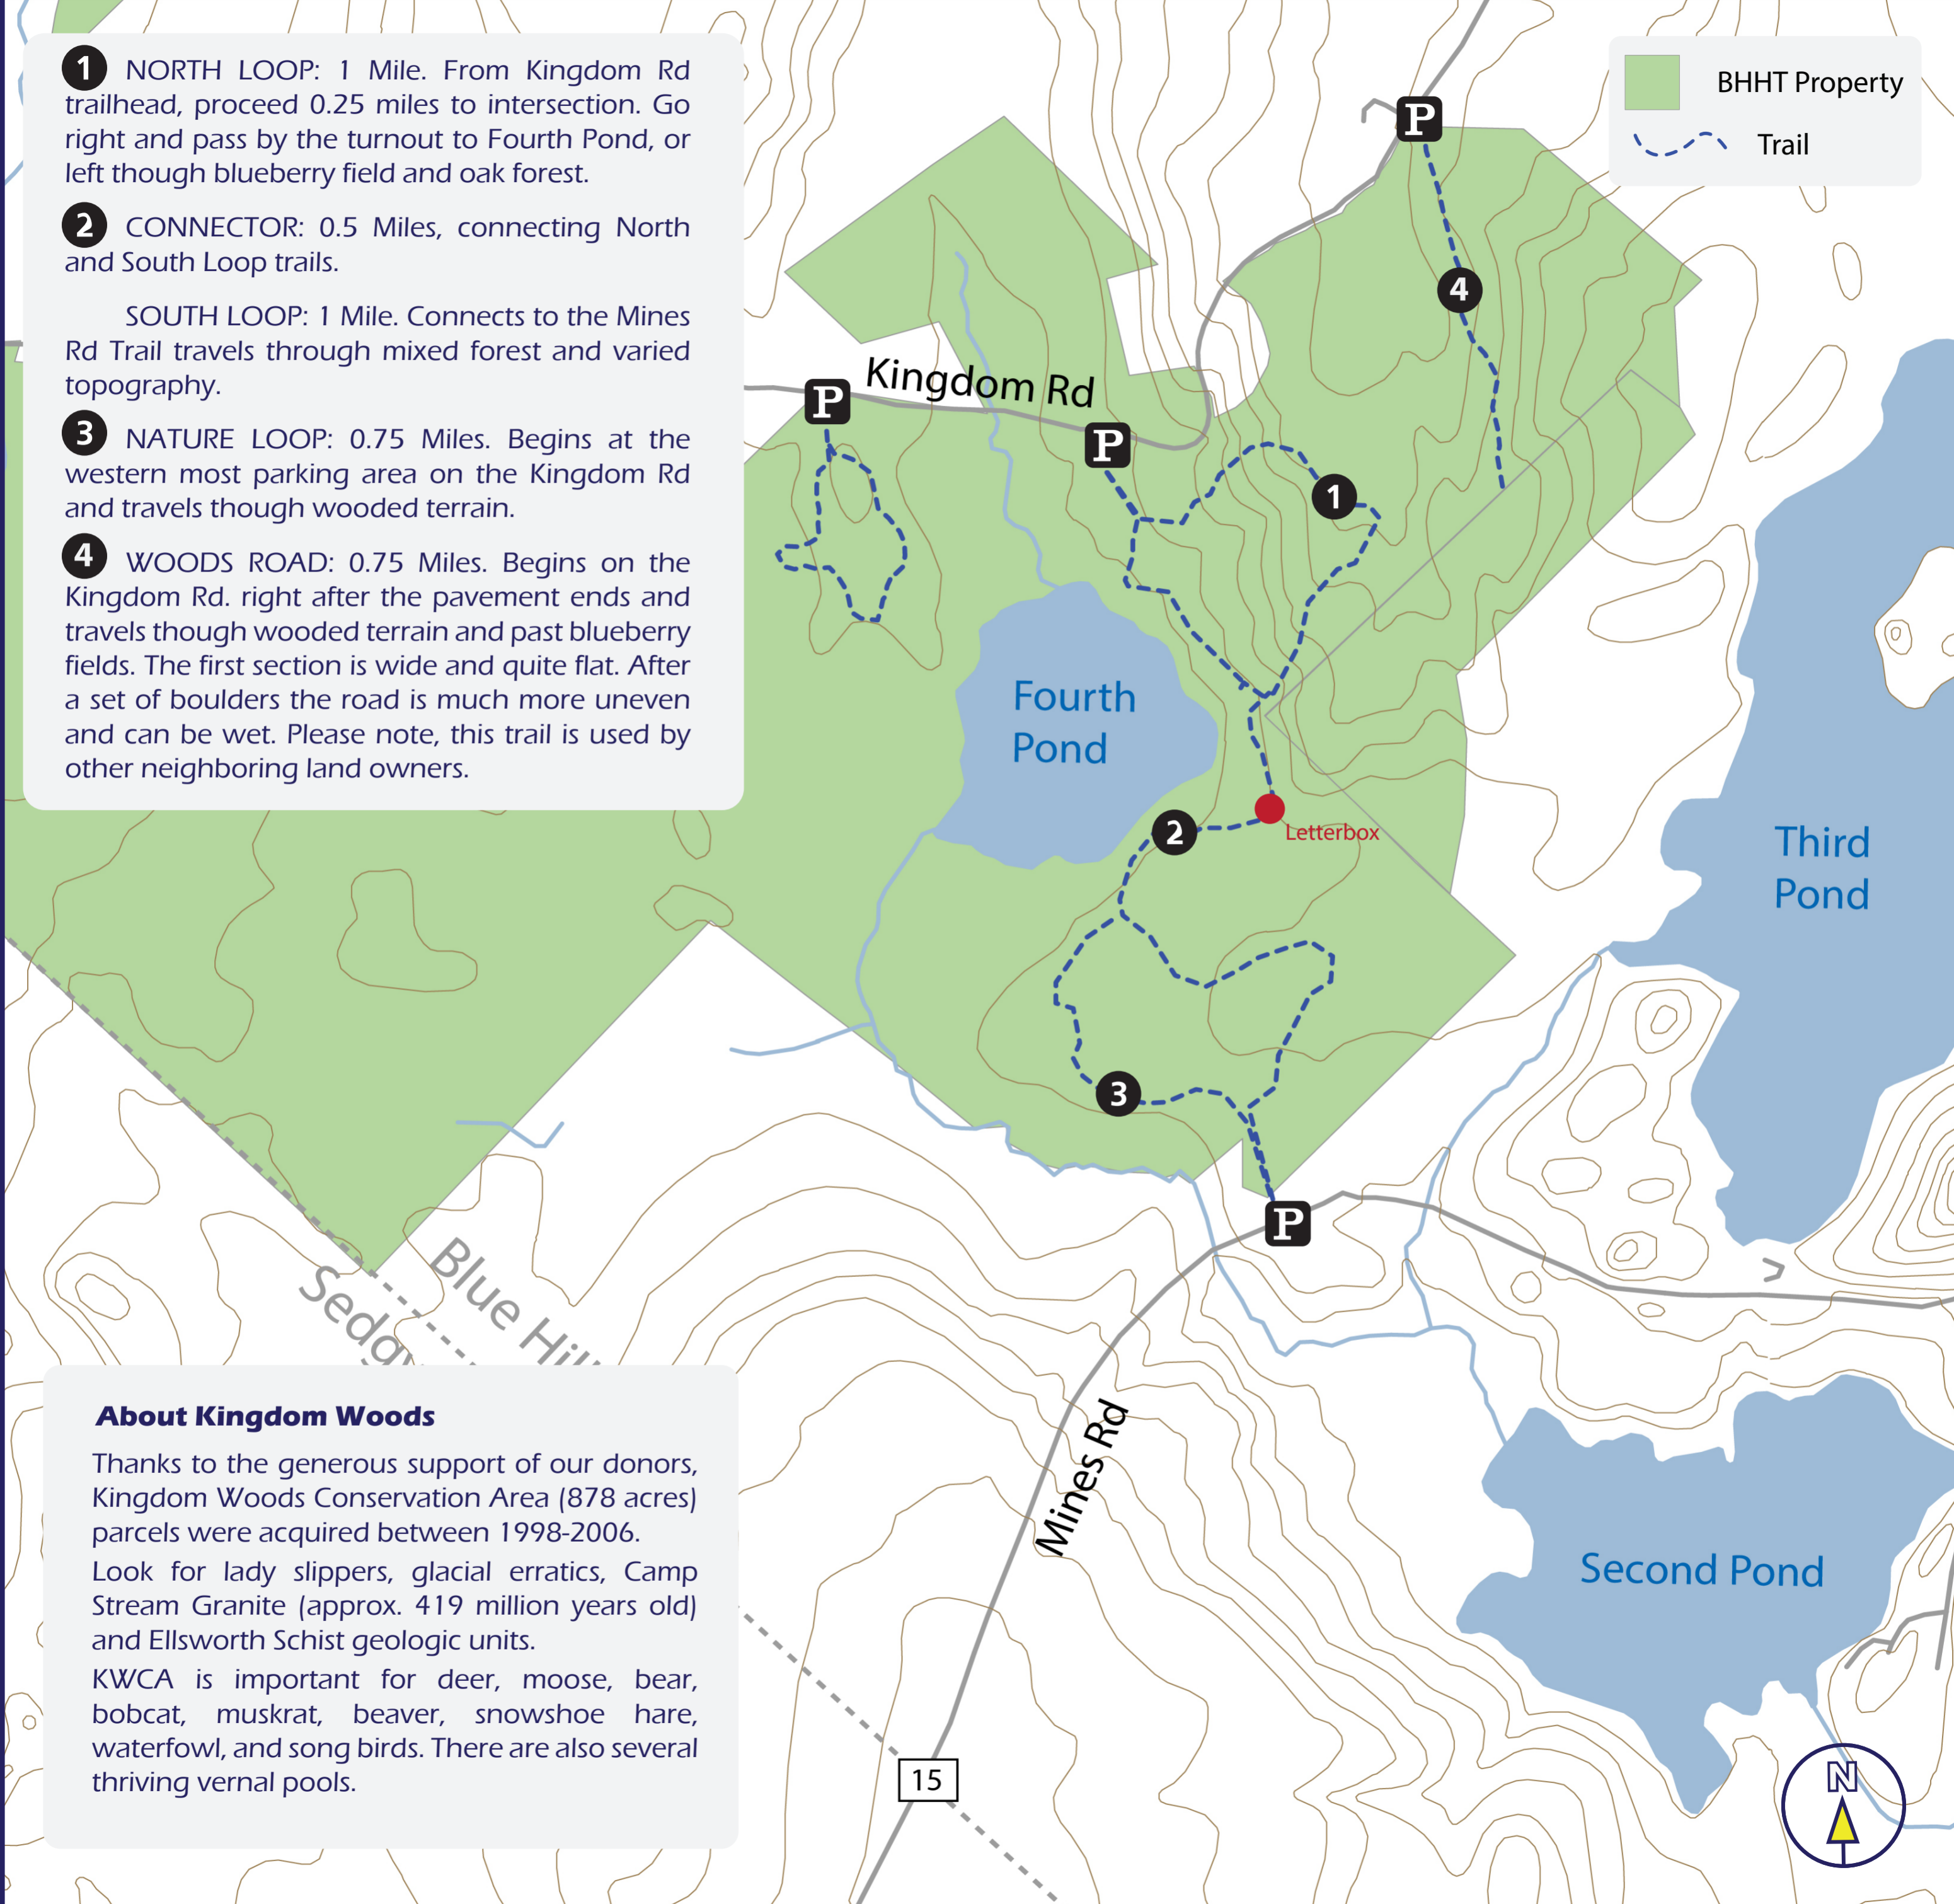 1 NORTH LOOP: 1 Mile. From Kingdom Rd
trailhead, proceed 0.25 miles to intersection. Go
right and pass by the turnout to Fourth Pond, or
left though blueberry field and oak forest.
2 CONNECTOR: 0.5 Miles, connecting North
and South Loop trails.
SOUTH LOOP: 1 Mile. Connects to the Mines
Rd Trail travels through mixed forest and varied
topography.
3 NATURE LOOP: 0.75 Miles. Begins at the
western most parking area on the Kingdom Rd
and travels though wooded terrain.
4 WOODS ROAD: 0.75 Miles. Begins on the
Kingdom Rd. right after the pavement ends and
travels though wooded terrain and past blueberry
fields. The first section is wide and quite flat. After
a set of boulders the road is much more uneven
and can be wet. Please note, this trail is used by
other neighboring land owners.
BHHT Property
Trail
P
4
P
Kingdom Rd
P
1
Fourth
Pond
2
Letterbox
Third
Pond
3
P
Blue Hill
Sedgw
Mines Rd
Second Pond
15
N
About Kingdom Woods
Thanks to the generous support of our donors,
Kingdom Woods Conservation Area (878 acres)
parcels were acquired between 1998-2006.
Look for lady slippers, glacial erratics, Camp
Stream Granite (approx. 419 million years old)
and Ellsworth Schist geologic units.
KWCA is important for deer, moose, bear,
bobcat, muskrat, beaver, snowshoe hare,
waterfowl, and song birds. There are also several
thriving vernal pools.